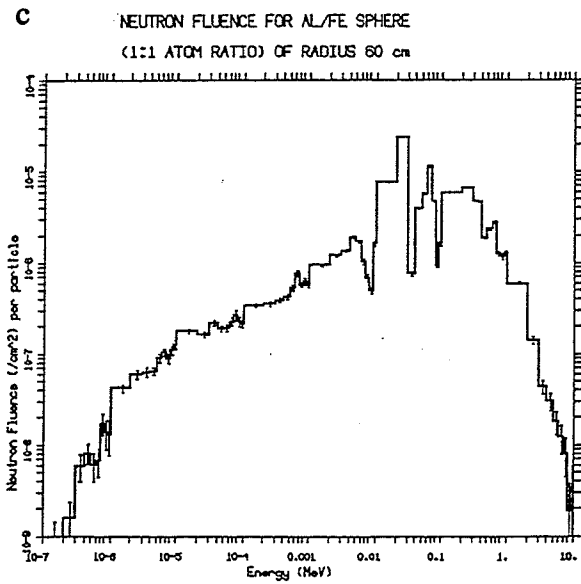 c
NEUTRON FLUENCE FOR AL/FE SPHERE
(1:1 ATOM RATIO) OF RADIUS 60 cm
Neutron Fluence (/cm^2) per particle
10-4
10-5
10-6
10-7
10-8
10-9
10-7 10-6 10-5 10-4 0.001 0.01 0.1 1. 10.
Energy (MeV)